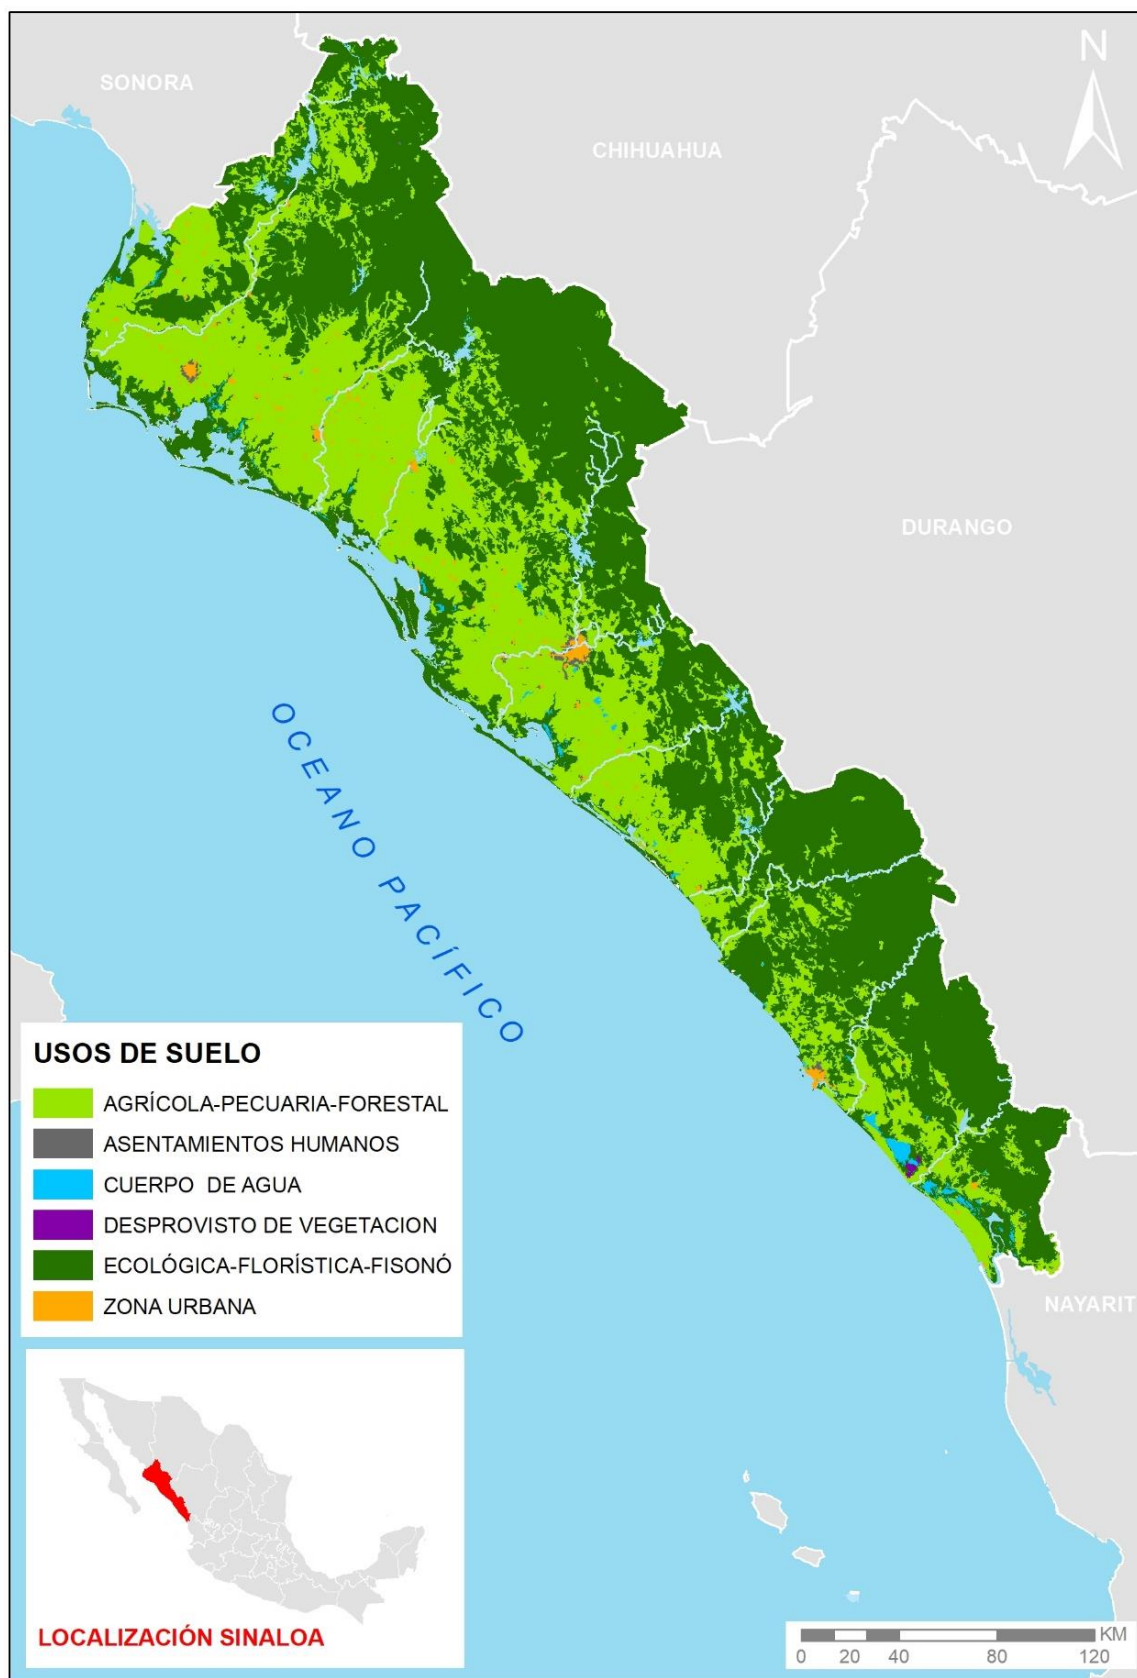 SONORA
N
CHIHUAHUA
DURANGO
OCEANO PACÍFICO
USOS DE SUELO
AGRÍCOLA-PECUARIA-FORESTAL
ASENTAMIENTOS HUMANOS
CUERPO DE AGUA
DESPROVISTO DE VEGETACION
ECOLÓGICA-FLORÍSTICA-FISONÓ
ZONA URBANA
NAYARIT
LOCALIZACIÓN SINALOA
KM
0 20 40 80 120